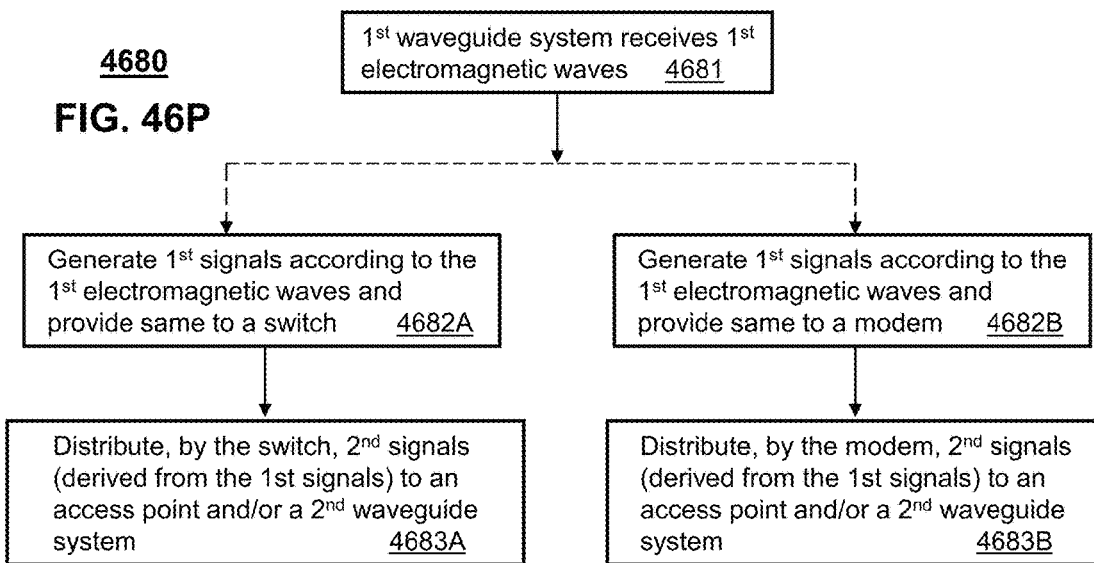 4680
FIG. 46P
1st waveguide system receives 1st
electromagnetic waves 4681
Generate 1st signals according to the
1st electromagnetic waves and
provide same to a switch 4682A
Generate 1st signals according to the
1st electromagnetic waves and
provide same to a modem 4682B
Distribute, by the switch, 2nd signals
(derived from the 1st signals) to an
access point and/or a 2nd waveguide
system 4683A
Distribute, by the modem, 2nd signals
(derived from the 1st signals) to an
access point and/or a 2nd waveguide
system 4683B